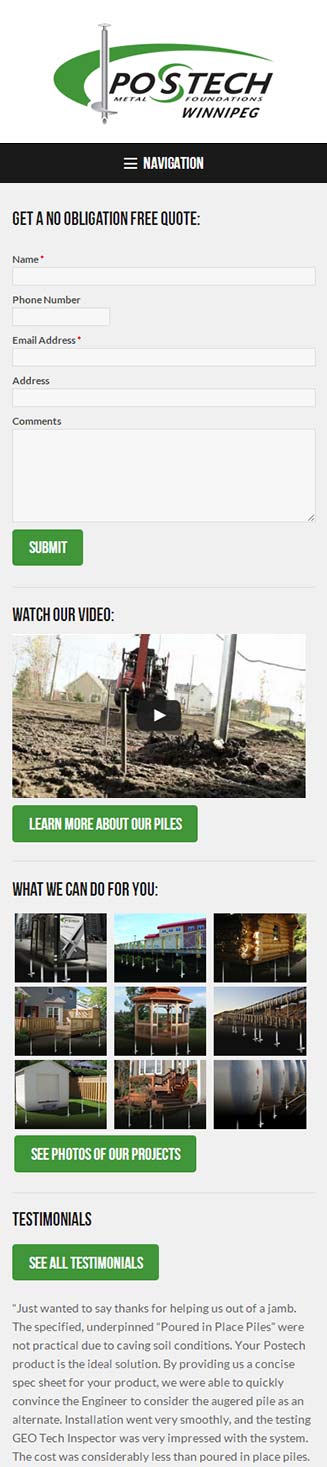 POSTECH
METAL FOUNDATIONS
WINNIPEG
NAVIGATION
GET A NO OBLIGATION FREE QUOTE:
Name *
Phone Number
Email Address *
Address
Comments
SUBMIT
WATCH OUR VIDEO:
LEARN MORE ABOUT OUR PILES
WHAT WE CAN DO FOR YOU:
SEE PHOTOS OF OUR PROJECTS
TESTIMONIALS
SEE ALL TESTIMONIALS
"Just wanted to say thanks for helping us out of a jamb.
The specified, underpinned "Poured in Place Piles" were
not practical due to caving soil conditions. Your Postech
product is the ideal solution. By providing us a concise
spec sheet for your product, we were able to quickly
convince the Engineer to consider the augered pile as an
alternate. Installation went very smoothly, and the testing
GEO Tech Inspector was very impressed with the system.
The cost was considerably less than poured in place piles.